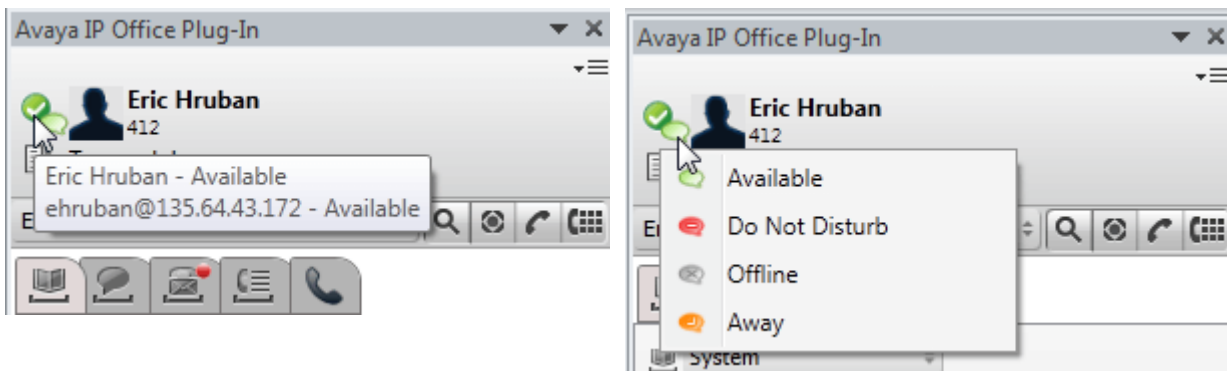 Avaya IP Office Plug-In
Eric Hruban
412
Eric Hruban - Available
ehruban@135.64.43.172 - Available
Avaya IP Office Plug-In
Eric Hruban
412
Available
Do Not Disturb
Offline
Away
System